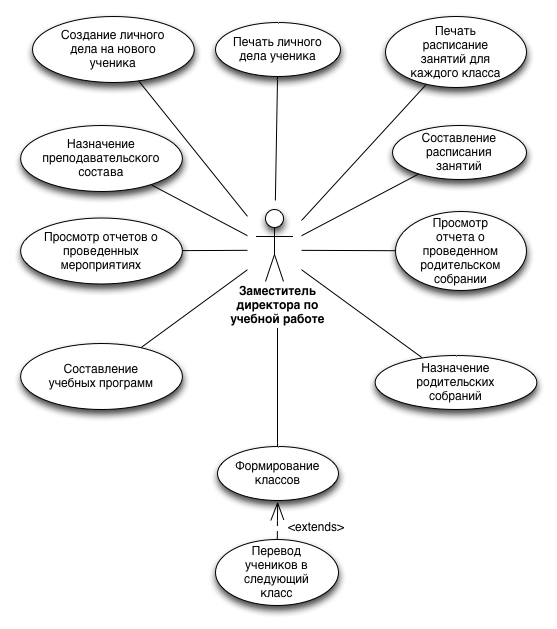 Создание личного
дела на нового
ученика
Печать личного
дела ученика
Печать
расписание
занятий для
каждого класса
Назначение
преподавательского
состава
Составление
расписания
занятий
Просмотр отчетов о
проведенных
мероприятиях
Просмотр
отчета о
проведенном
родительском
собрании
Заместитель
директора по
учебной работе
Составление
учебных программ
Назначение
родительских
собраний
Формирование
классов
<extends>
Перевод
учеников в
следующий
класс